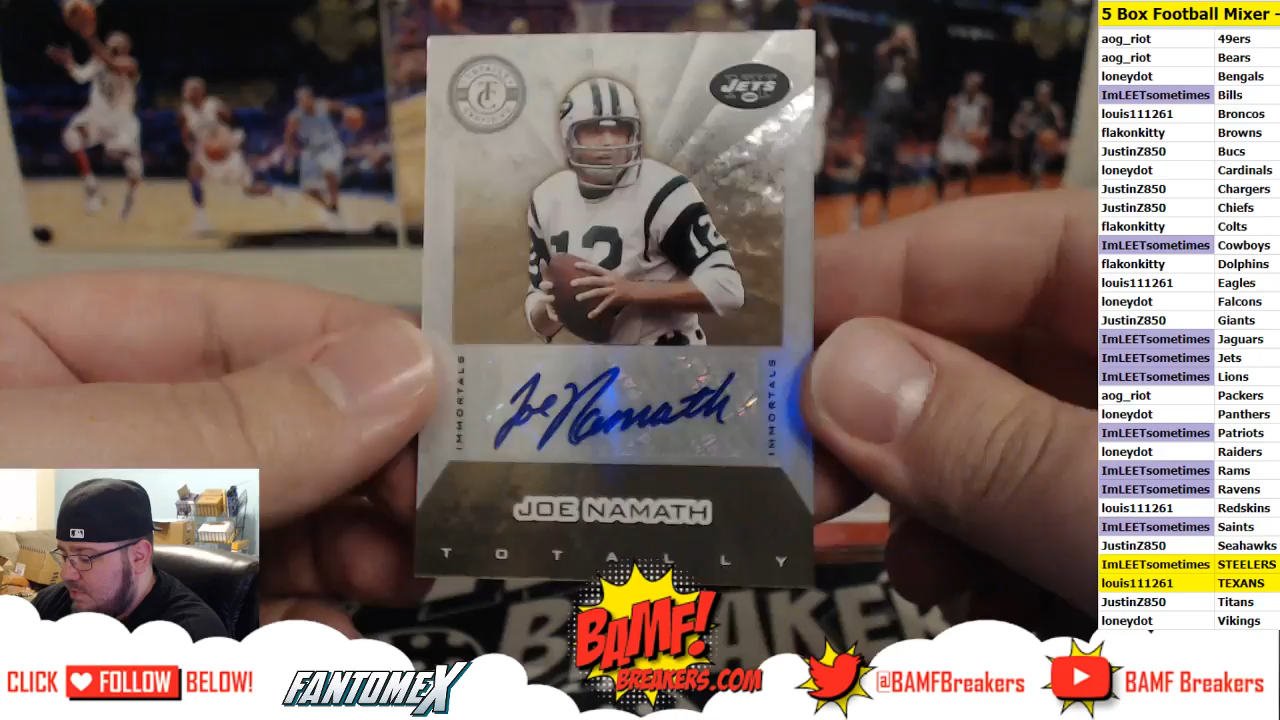 5 Box Football Mixer -
aog_riot 49ers
aog_riot Bears
loneydot Bengals
ImLEETsometimes Bills
louis111261 Broncos
flakonkitty Browns
JustinZ850 Bucs
loneydot Cardinals
JustinZ850 Chargers
JustinZ850 Chiefs
flakonkitty Colts
ImLEETsometimes Cowboys
flakonkitty Dolphins
louis111261 Eagles
loneydot Falcons
JustinZ850 Giants
ImLEETsometimes Jaguars
ImLEETsometimes Jets
ImLEETsometimes Lions
aog_riot Packers
loneydot Panthers
ImLEETsometimes Patriots
loneydot Raiders
ImLEETsometimes Rams
ImLEETsometimes Ravens
louis111261 Redskins
ImLEETsometimes Saints
JustinZ850 Seahawks
ImLEETsometimes STEELERS
louis111261 TEXANS
JustinZ850 Titans
loneydot Vikings
TOTALLY
TC
CERTIFIED
JETS
12
12
IMMORTALS
Joe Namath
IMMORTALS
JOE NAMATH
TOTALLY
CLICK FOLLOW BELOW!
FANTOMEX
BAMF!
BREAKERS.COM
@BAMFBreakers
BAMF Breakers